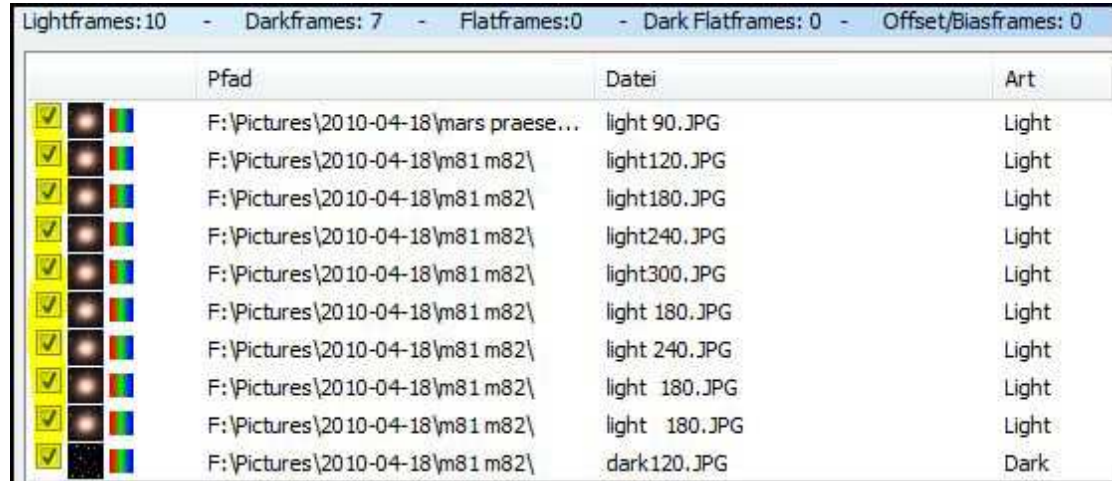 Lightframes:10 - Darkframes: 7 - Flatframes:0 - Dark Flatframes: 0 - Offset/Biasframes: 0
Pfad Datei Art
F:\Pictures\2010-04-18\mars praese... light 90.JPG Light
F:\Pictures\2010-04-18\m81 m82\ light120.JPG Light
F:\Pictures\2010-04-18\m81 m82\ light180.JPG Light
F:\Pictures\2010-04-18\m81 m82\ light240.JPG Light
F:\Pictures\2010-04-18\m81 m82\ light300.JPG Light
F:\Pictures\2010-04-18\m81 m82\ light 180.JPG Light
F:\Pictures\2010-04-18\m81 m82\ light 240.JPG Light
F:\Pictures\2010-04-18\m81 m82\ light  180.JPG Light
F:\Pictures\2010-04-18\m81 m82\ light   180.JPG Light
F:\Pictures\2010-04-18\m81 m82\ dark120.JPG Dark